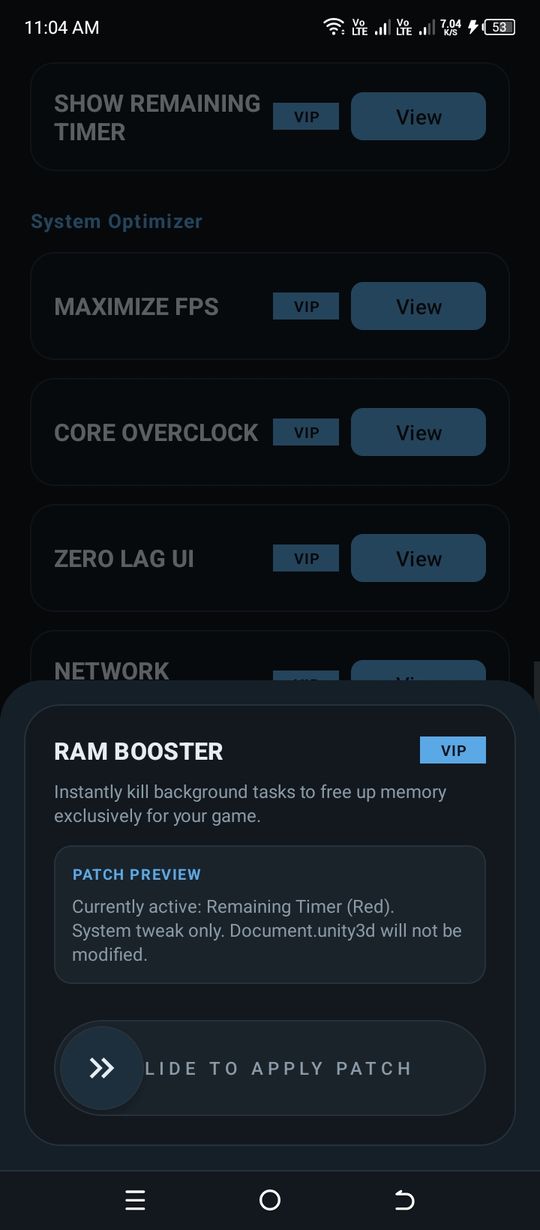 11:04 AM
Vo LTE Vo LTE 7.04 K/S 53
SHOW REMAINING
TIMER
VIP
View
System Optimizer
MAXIMIZE FPS
VIP
View
CORE OVERCLOCK
VIP
View
ZERO LAG UI
VIP
View
NETWORK
VIP
View
RAM BOOSTER
VIP
Instantly kill background tasks to free up memory
exclusively for your game.
PATCH PREVIEW
Currently active: Remaining Timer (Red).
System tweak only. Document.unity3d will not be
modified.
LIDE TO APPLY PATCH